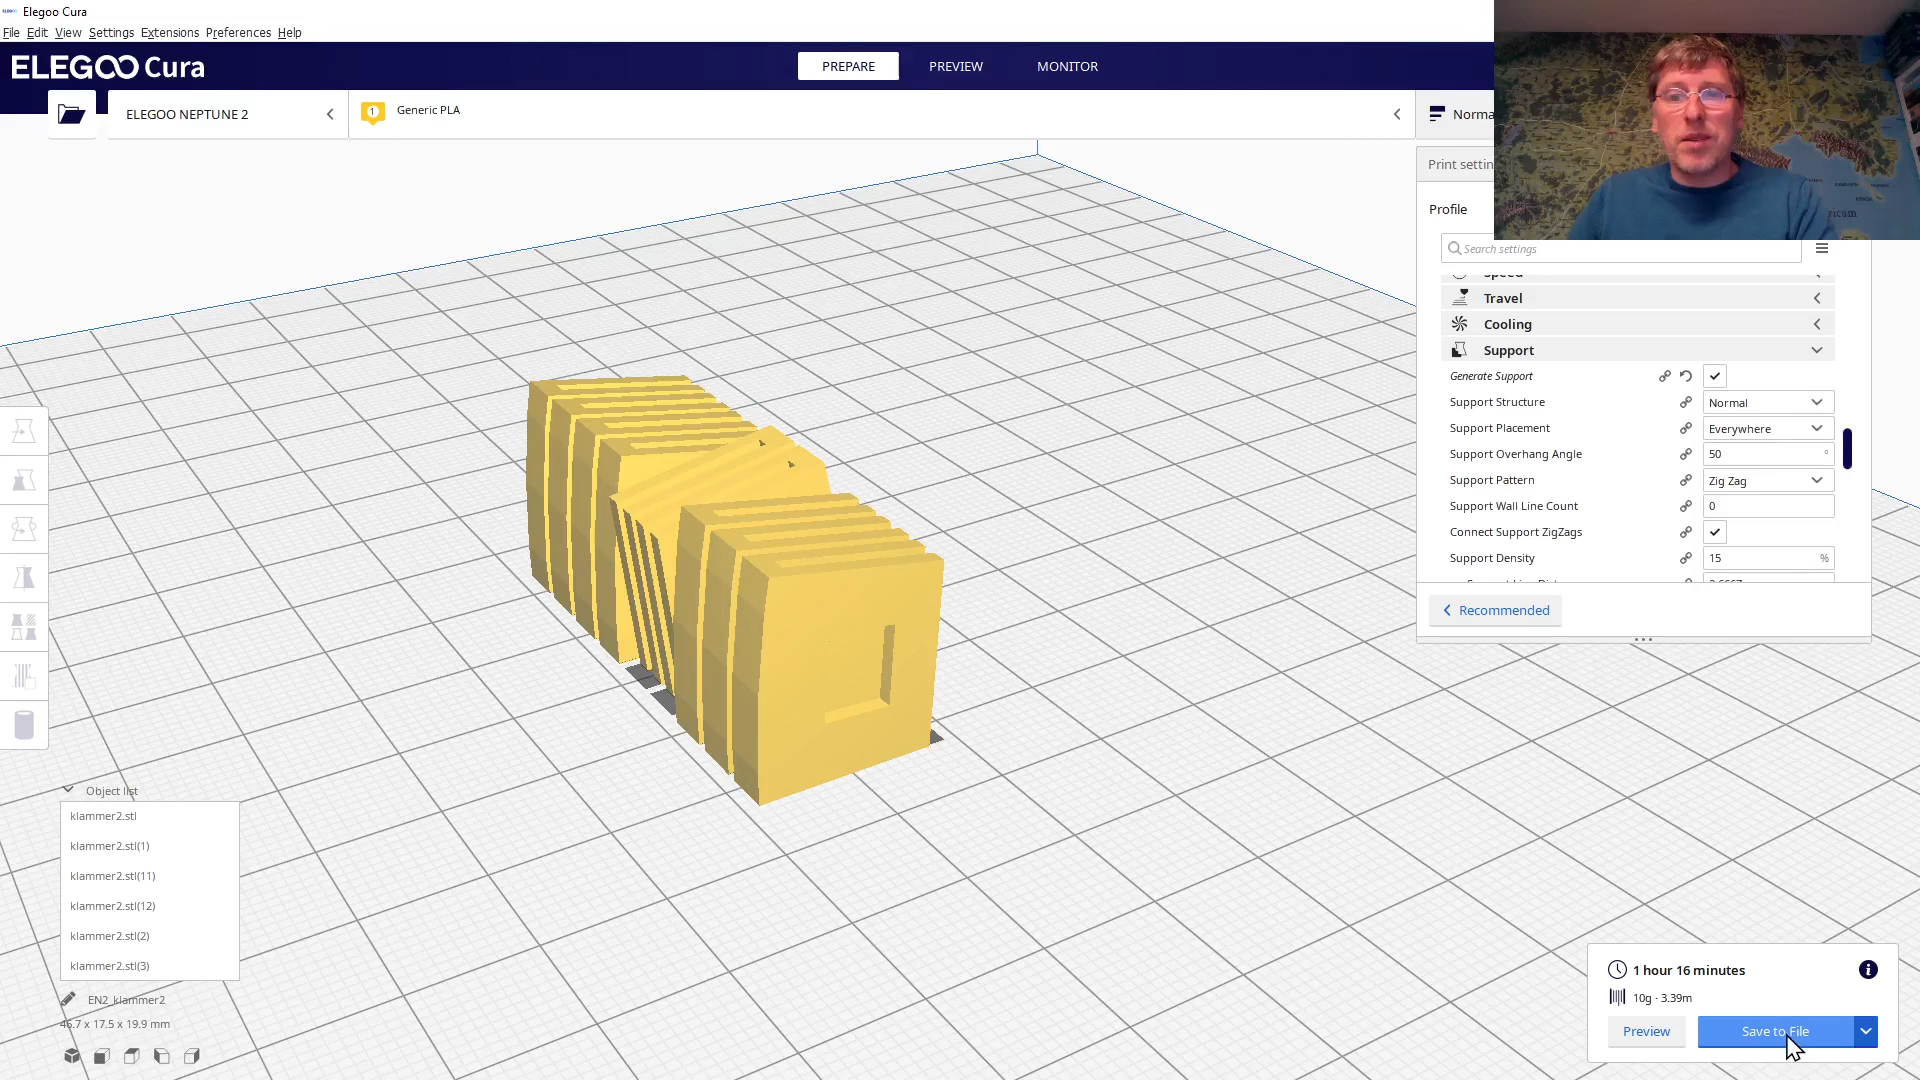 Elegoo Cura
File Edit View Settings Extensions Preferences Help
ELEGOO Cura
PREPARE PREVIEW MONITOR
ELEGOO NEPTUNE 2
1 Generic PLA
Norma
Print settin
Profile
Search settings
Speed
Travel
Cooling
Support
Generate Support
Support Structure Normal
Support Placement Everywhere
Support Overhang Angle 50 °
Support Pattern Zig Zag
Support Wall Line Count 0
Connect Support ZigZags
Support Density 15 %
Recommended
Object list
klammer2.stl
klammer2.stl(1)
klammer2.stl(11)
klammer2.stl(12)
klammer2.stl(2)
klammer2.stl(3)
EN2_klammer2
46.7 x 17.5 x 19.9 mm
1 hour 16 minutes
10g · 3.39m
Preview Save to File